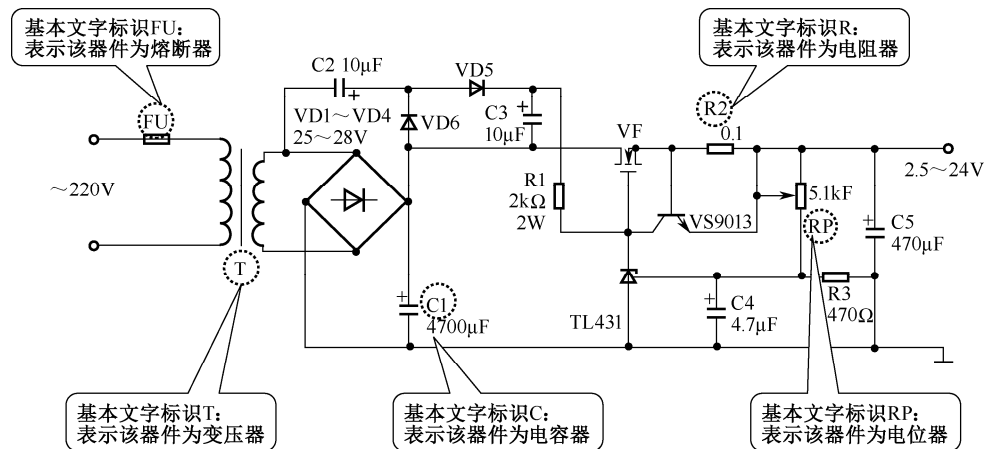 基本文字标识FU：
表示该器件为熔断器
基本文字标识R：
表示该器件为电阻器
C2 10μF
VD5
FU
VD1～VD4
25～28V
VD6
C3
10μF
VF
R2
0.1
2.5～24V
～220V
R1
2kΩ
2W
5.1kF
VS9013
RP
C5
470μF
T
C1
4700μF
TL431
C4
4.7μF
R3
470Ω
基本文字标识T：
表示该器件为变压器
基本文字标识C：
表示该器件为电容器
基本文字标识RP：
表示该器件为电位器